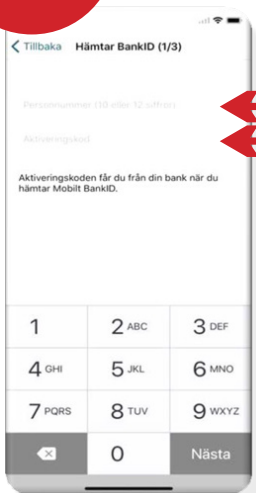 Tillbaka Hämtar BankID (1/3)
Personnummer (10 eller 12 siffror)
Aktiveringskod
Aktiveringskoden får du från din bank när du
hämtar Mobilt BankID.
1 2 ABC 3 DEF
4 GHI 5 JKL 6 MNO
7 PQRS 8 TUV 9 WXYZ
0 Nästa